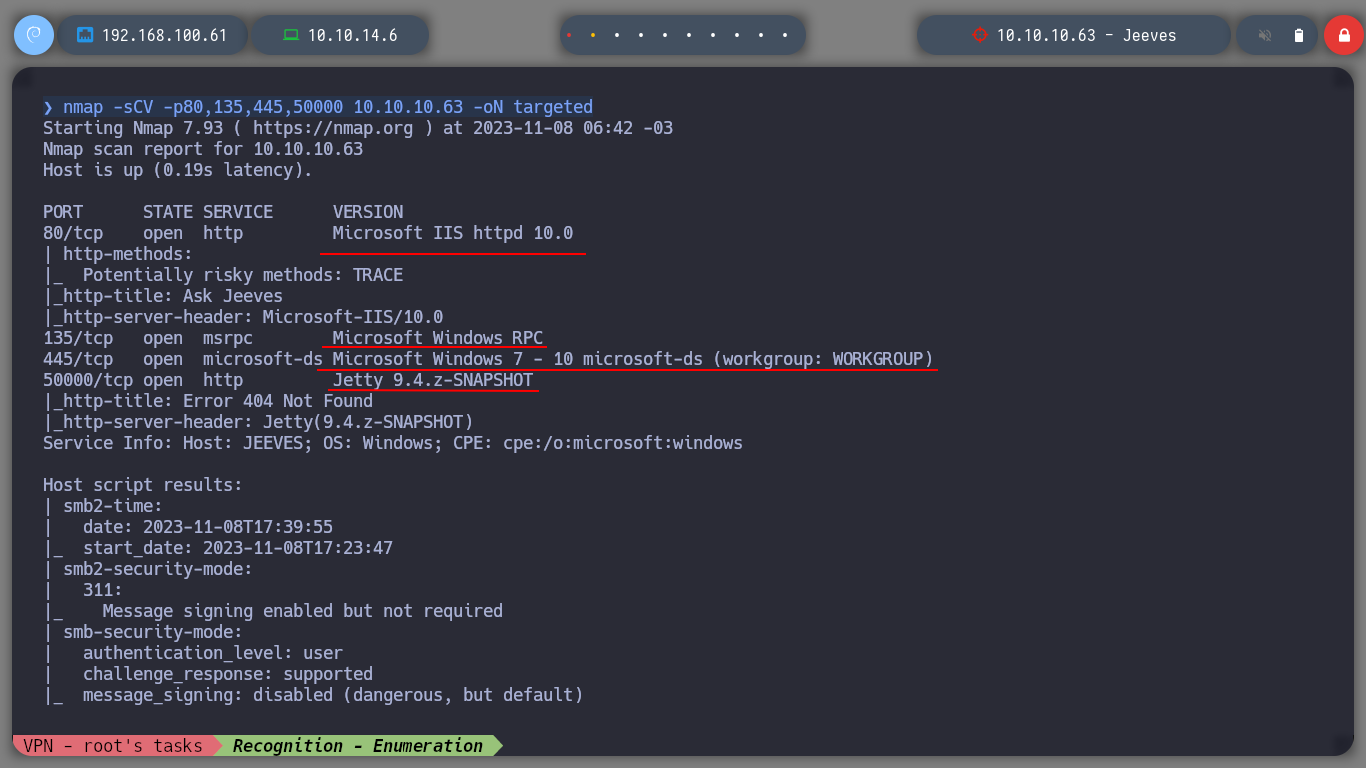 192.168.100.61 10.10.14.6 10.10.10.63 - Jeeves
❯ nmap -sCV -p80,135,445,50000 10.10.10.63 -oN targeted
Starting Nmap 7.93 ( https://nmap.org ) at 2023-11-08 06:42 -03
Nmap scan report for 10.10.10.63
Host is up (0.19s latency).

PORT      STATE SERVICE      VERSION
80/tcp    open  http         Microsoft IIS httpd 10.0
| http-methods:
|_  Potentially risky methods: TRACE
|_http-title: Ask Jeeves
|_http-server-header: Microsoft-IIS/10.0
135/tcp   open  msrpc        Microsoft Windows RPC
445/tcp   open  microsoft-ds Microsoft Windows 7 - 10 microsoft-ds (workgroup: WORKGROUP)
50000/tcp open  http         Jetty 9.4.z-SNAPSHOT
|_http-title: Error 404 Not Found
|_http-server-header: Jetty(9.4.z-SNAPSHOT)
Service Info: Host: JEEVES; OS: Windows; CPE: cpe:/o:microsoft:windows

Host script results:
| smb2-time:
|   date: 2023-11-08T17:39:55
|_  start_date: 2023-11-08T17:23:47
| smb2-security-mode:
|   311:
|_    Message signing enabled but not required
| smb-security-mode:
|   authentication_level: user
|   challenge_response: supported
|_  message_signing: disabled (dangerous, but default)
VPN - root's tasks Recognition - Enumeration